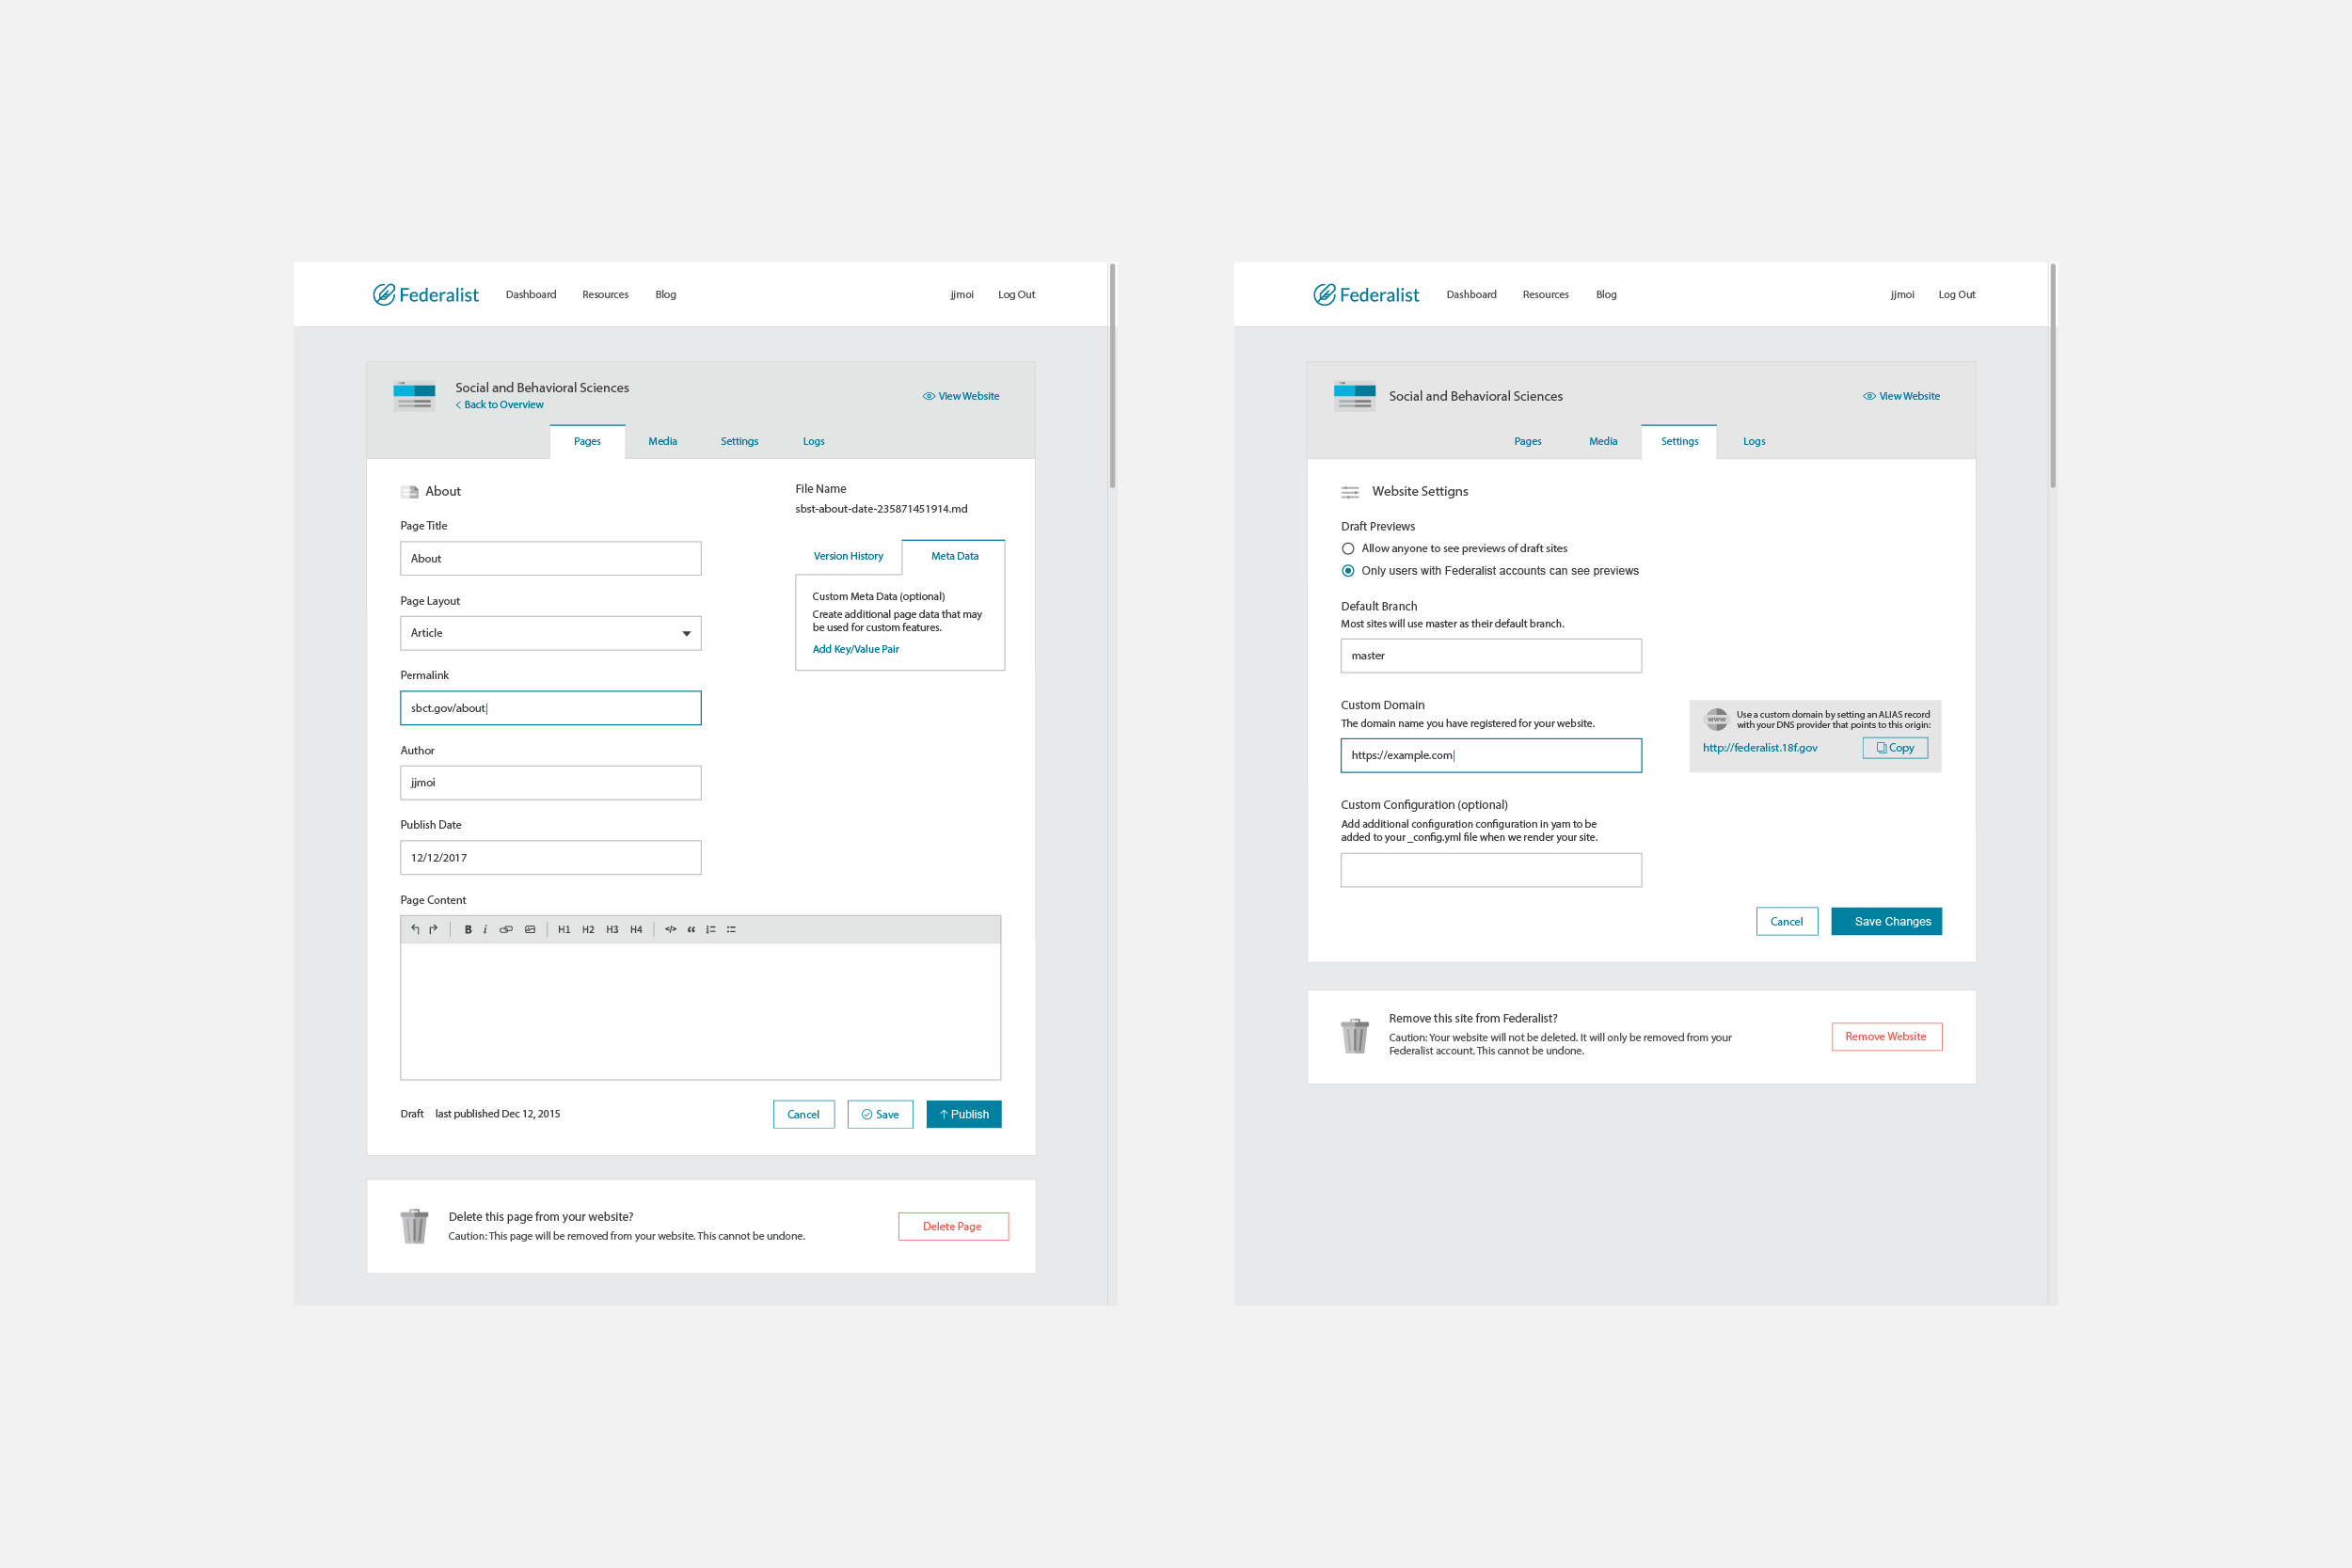 Federalist Dashboard Resources Blog jjmoi Log Out
Social and Behavioral Sciences
< Back to Overview
View Website
Pages Media Settings Logs
About
Page Title
About
Page Layout
Article
Permalink
sbct.gov/about
Author
jjmoi
Publish Date
12/12/2017
File Name
sbst-about-date-235871451914.md
Version History Meta Data
Custom Meta Data (optional)
Create additional page data that may
be used for custom features.
Add Key/Value Pair
Page Content
B i H1 H2 H3 H4 </> “
Draft last published Dec 12, 2015
Cancel Save Publish
Delete this page from your website?
Caution: This page will be removed from your website. This cannot be undone.
Delete Page
Federalist Dashboard Resources Blog jjmoi Log Out
Social and Behavioral Sciences
View Website
Pages Media Settings Logs
Website Settigns
Draft Previews
Allow anyone to see previews of draft sites
Only users with Federalist accounts can see previews
Default Branch
Most sites will use master as their default branch.
master
Custom Domain
The domain name you have registered for your website.
https://example.com
www
Use a custom domain by setting an ALIAS record
with your DNS provider that points to this origin:
http://federalist.18f.gov Copy
Custom Configuration (optional)
Add additional configuration configuration in yam to be
added to your _config.yml file when we render your site.
Cancel Save Changes
Remove this site from Federalist?
Caution: Your website will not be deleted. It will only be removed from your
Federalist account. This cannot be undone.
Remove Website